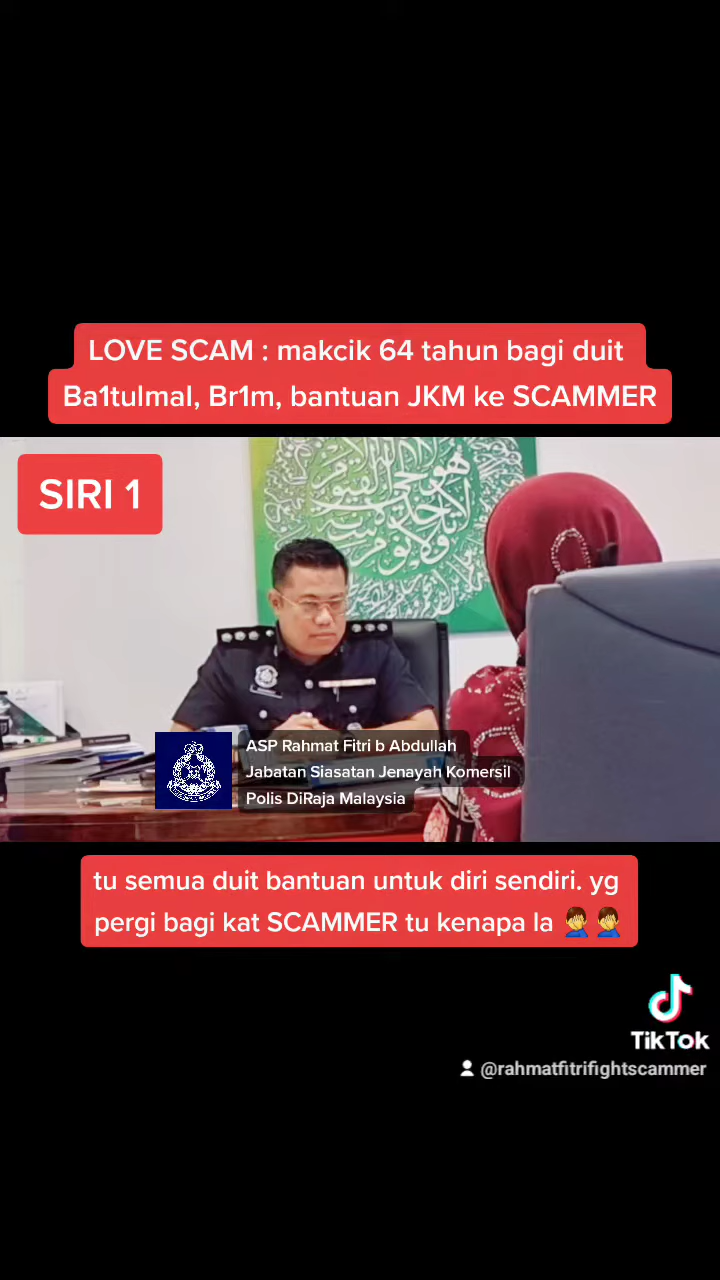 LOVE SCAM : makcik 64 tahun bagi duit
Ba1tulmal, Br1m, bantuan JKM ke SCAMMER
SIRI 1
ASP Rahmat Fitri b Abdullah
Jabatan Siasatan Jenayah Komersil
Polis DiRaja Malaysia
tu semua duit bantuan untuk diri sendiri. yg
pergi bagi kat SCAMMER tu kenapa la 🤦‍♂️🤦‍♂️
TikTok
@rahmatfitrifightscammer